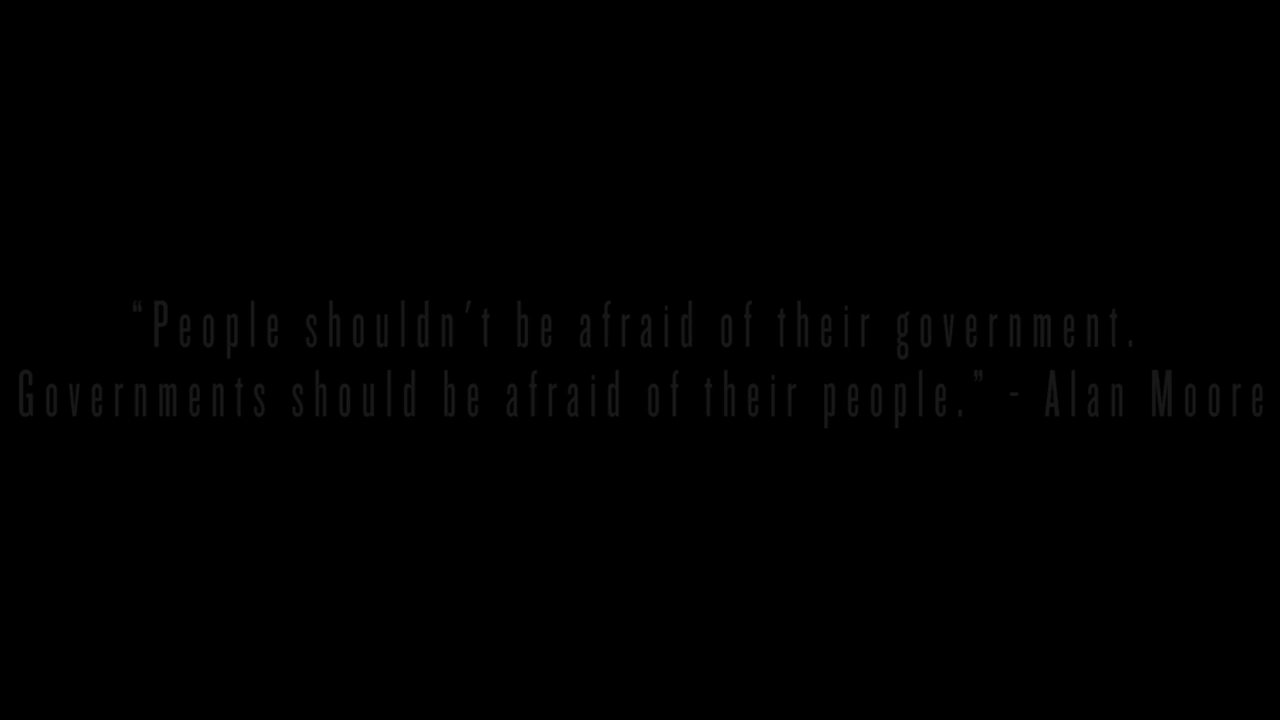 “People shouldn’t be afraid of their government.
Governments should be afraid of their people.” - Alan Moore